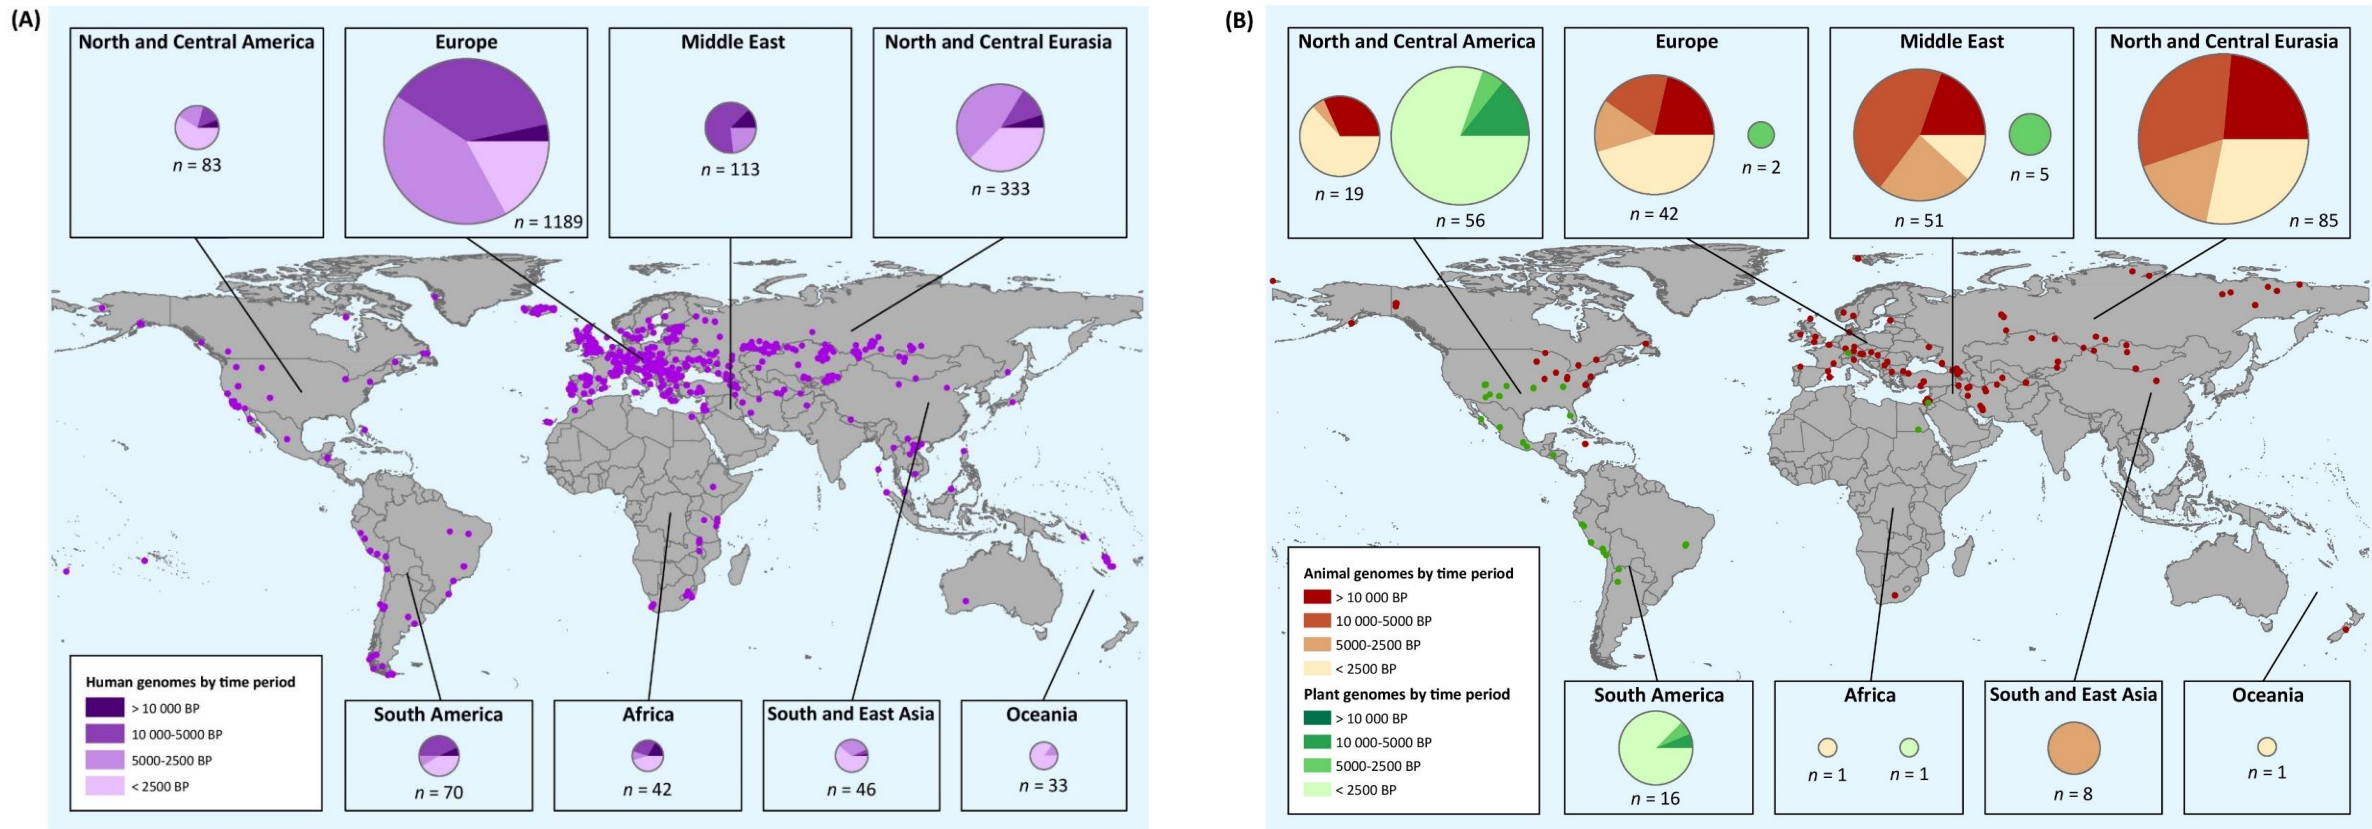 (A)
North and Central America
n = 83
Europe
n = 1189
Middle East
n = 113
North and Central Eurasia
n = 333
Human genomes by time period
> 10 000 BP
10 000-5000 BP
5000-2500 BP
< 2500 BP
South America
n = 70
Africa
n = 42
South and East Asia
n = 46
Oceania
n = 33
(B)
North and Central America
n = 19
n = 56
Europe
n = 42
n = 2
Middle East
n = 51
n = 5
North and Central Eurasia
n = 85
Animal genomes by time period
> 10 000 BP
10 000-5000 BP
5000-2500 BP
< 2500 BP
Plant genomes by time period
> 10 000 BP
10 000-5000 BP
5000-2500 BP
< 2500 BP
South America
n = 16
Africa
n = 1
n = 1
South and East Asia
n = 8
Oceania
n = 1